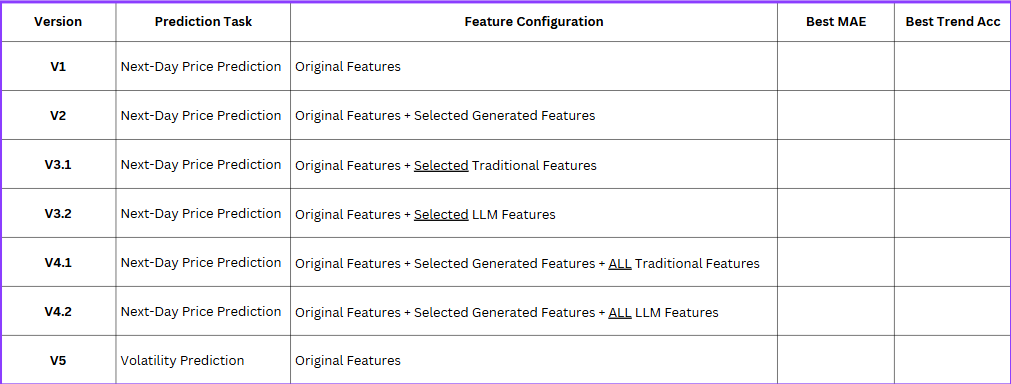 Version Prediction Task Feature Configuration Best MAE Best Trend Acc
V1 Next-Day Price Prediction Original Features
V2 Next-Day Price Prediction Original Features + Selected Generated Features
V3.1 Next-Day Price Prediction Original Features + Selected Traditional Features
V3.2 Next-Day Price Prediction Original Features + Selected LLM Features
V4.1 Next-Day Price Prediction Original Features + Selected Generated Features + ALL Traditional Features
V4.2 Next-Day Price Prediction Original Features + Selected Generated Features + ALL LLM Features
V5 Volatility Prediction Original Features